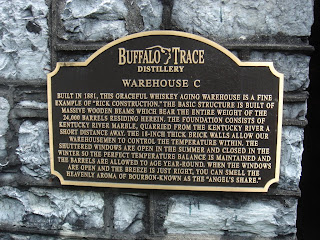 BUFFALO TRACE
DISTILLERY
WAREHOUSE C
BUILT IN 1881, THIS GRACEFUL WHISKEY AGING WAREHOUSE IS A FINE
EXAMPLE OF "RICK CONSTRUCTION." THE BASIC STRUCTURE IS BUILT OF
MASSIVE WOODEN BEAMS WHICH BEAR THE ENTIRE WEIGHT OF THE
24,000 BARRELS RESIDING HEREIN. THE FOUNDATION CONSISTS OF
KENTUCKY RIVER MARBLE, QUARRIED FROM THE KENTUCKY RIVER A
SHORT DISTANCE AWAY. THE 18-INCH THICK BRICK WALLS ALLOW OUR
WAREHOUSEMEN TO CONTROL THE TEMPERATURE WITHIN. THE
SHUTTERED WINDOWS ARE OPEN IN THE SUMMER AND CLOSED IN THE
WINTER SO THE PERFECT TEMPERATURE BALANCE IS MAINTAINED AND
THE BARRELS ARE ALLOWED TO AGE YEAR-ROUND. WHEN THE WINDOWS
ARE OPEN AND THE BREEZE IS JUST RIGHT, YOU CAN SMELL THE
HEAVENLY AROMA OF BOURBON-KNOWN AS THE "ANGEL'S SHARE."